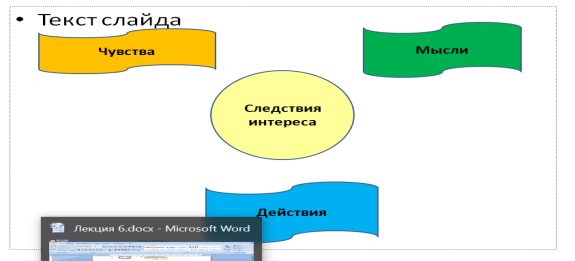 • Текст слайда
Чувства
Мысли
Следствия
интереса
Действия
Лекция 6.docx - Microsoft Word